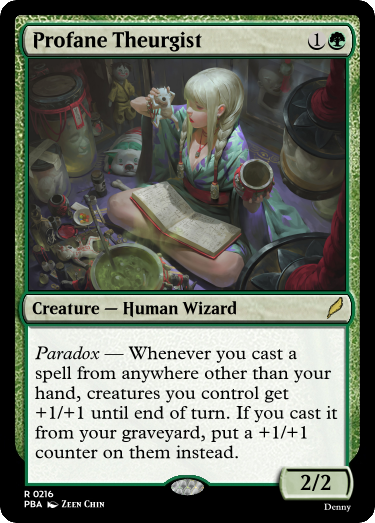 Profane Theurgist 1
Creature — Human Wizard
Paradox — Whenever you cast a
spell from anywhere other than your
hand, creatures you control get
+1/+1 until end of turn. If you cast it
from your graveyard, put a +1/+1
counter on them instead.
2/2
R 0216
PBA Zeen Chin
Denny